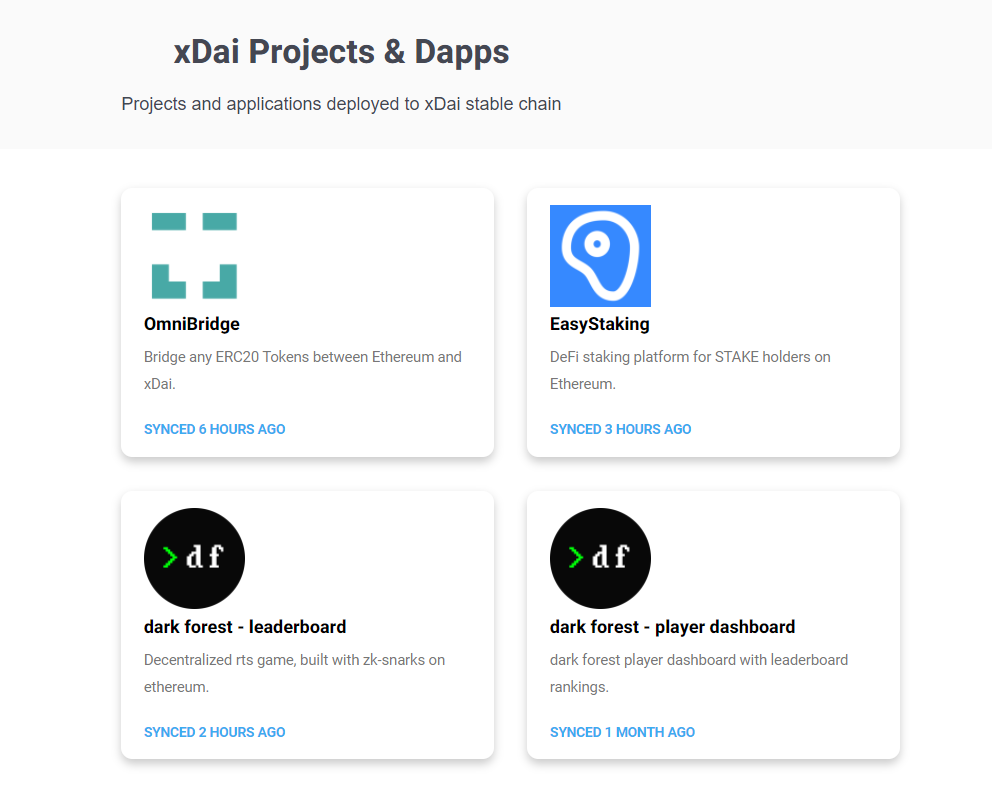 xDai Projects & Dapps
Projects and applications deployed to xDai stable chain
OmniBridge
Bridge any ERC20 Tokens between Ethereum and
xDai.
SYNCED 6 HOURS AGO
EasyStaking
DeFi staking platform for STAKE holders on
Ethereum.
SYNCED 3 HOURS AGO
>df
dark forest - leaderboard
Decentralized rts game, built with zk-snarks on
ethereum.
SYNCED 2 HOURS AGO
>df
dark forest - player dashboard
dark forest player dashboard with leaderboard
rankings.
SYNCED 1 MONTH AGO